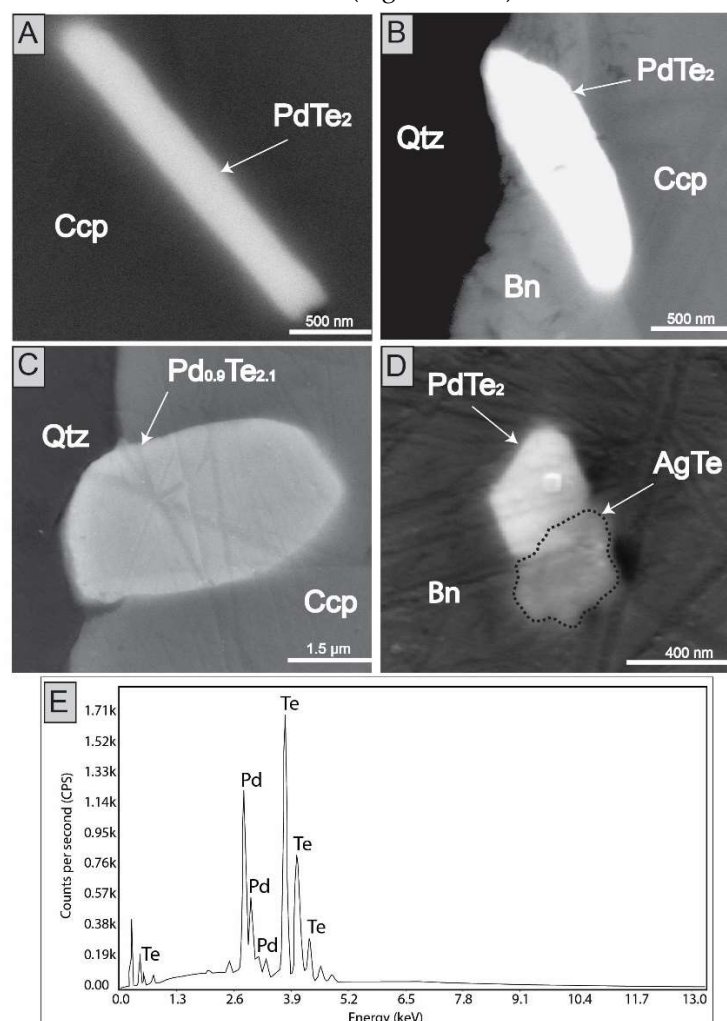 A
PdTe₂
Ccp
500 nm
B
PdTe₂
Qtz
Ccp
Bn
500 nm
C
Pd₀.₉Te₂.₁
Qtz
Ccp
1.5 µm
D
PdTe₂
AgTe
Bn
400 nm
E
Counts per second (CPS)
1.71k
1.52k
1.33k
1.14k
0.95k
0.76k
0.57k
0.38k
0.19k
0.00
Te
Pd
Te
Pd
Te
Pd
Te
0.0 1.3 2.6 3.9 5.2 6.5 7.8 9.1 10.4 11.7 13.0
Energy (keV)